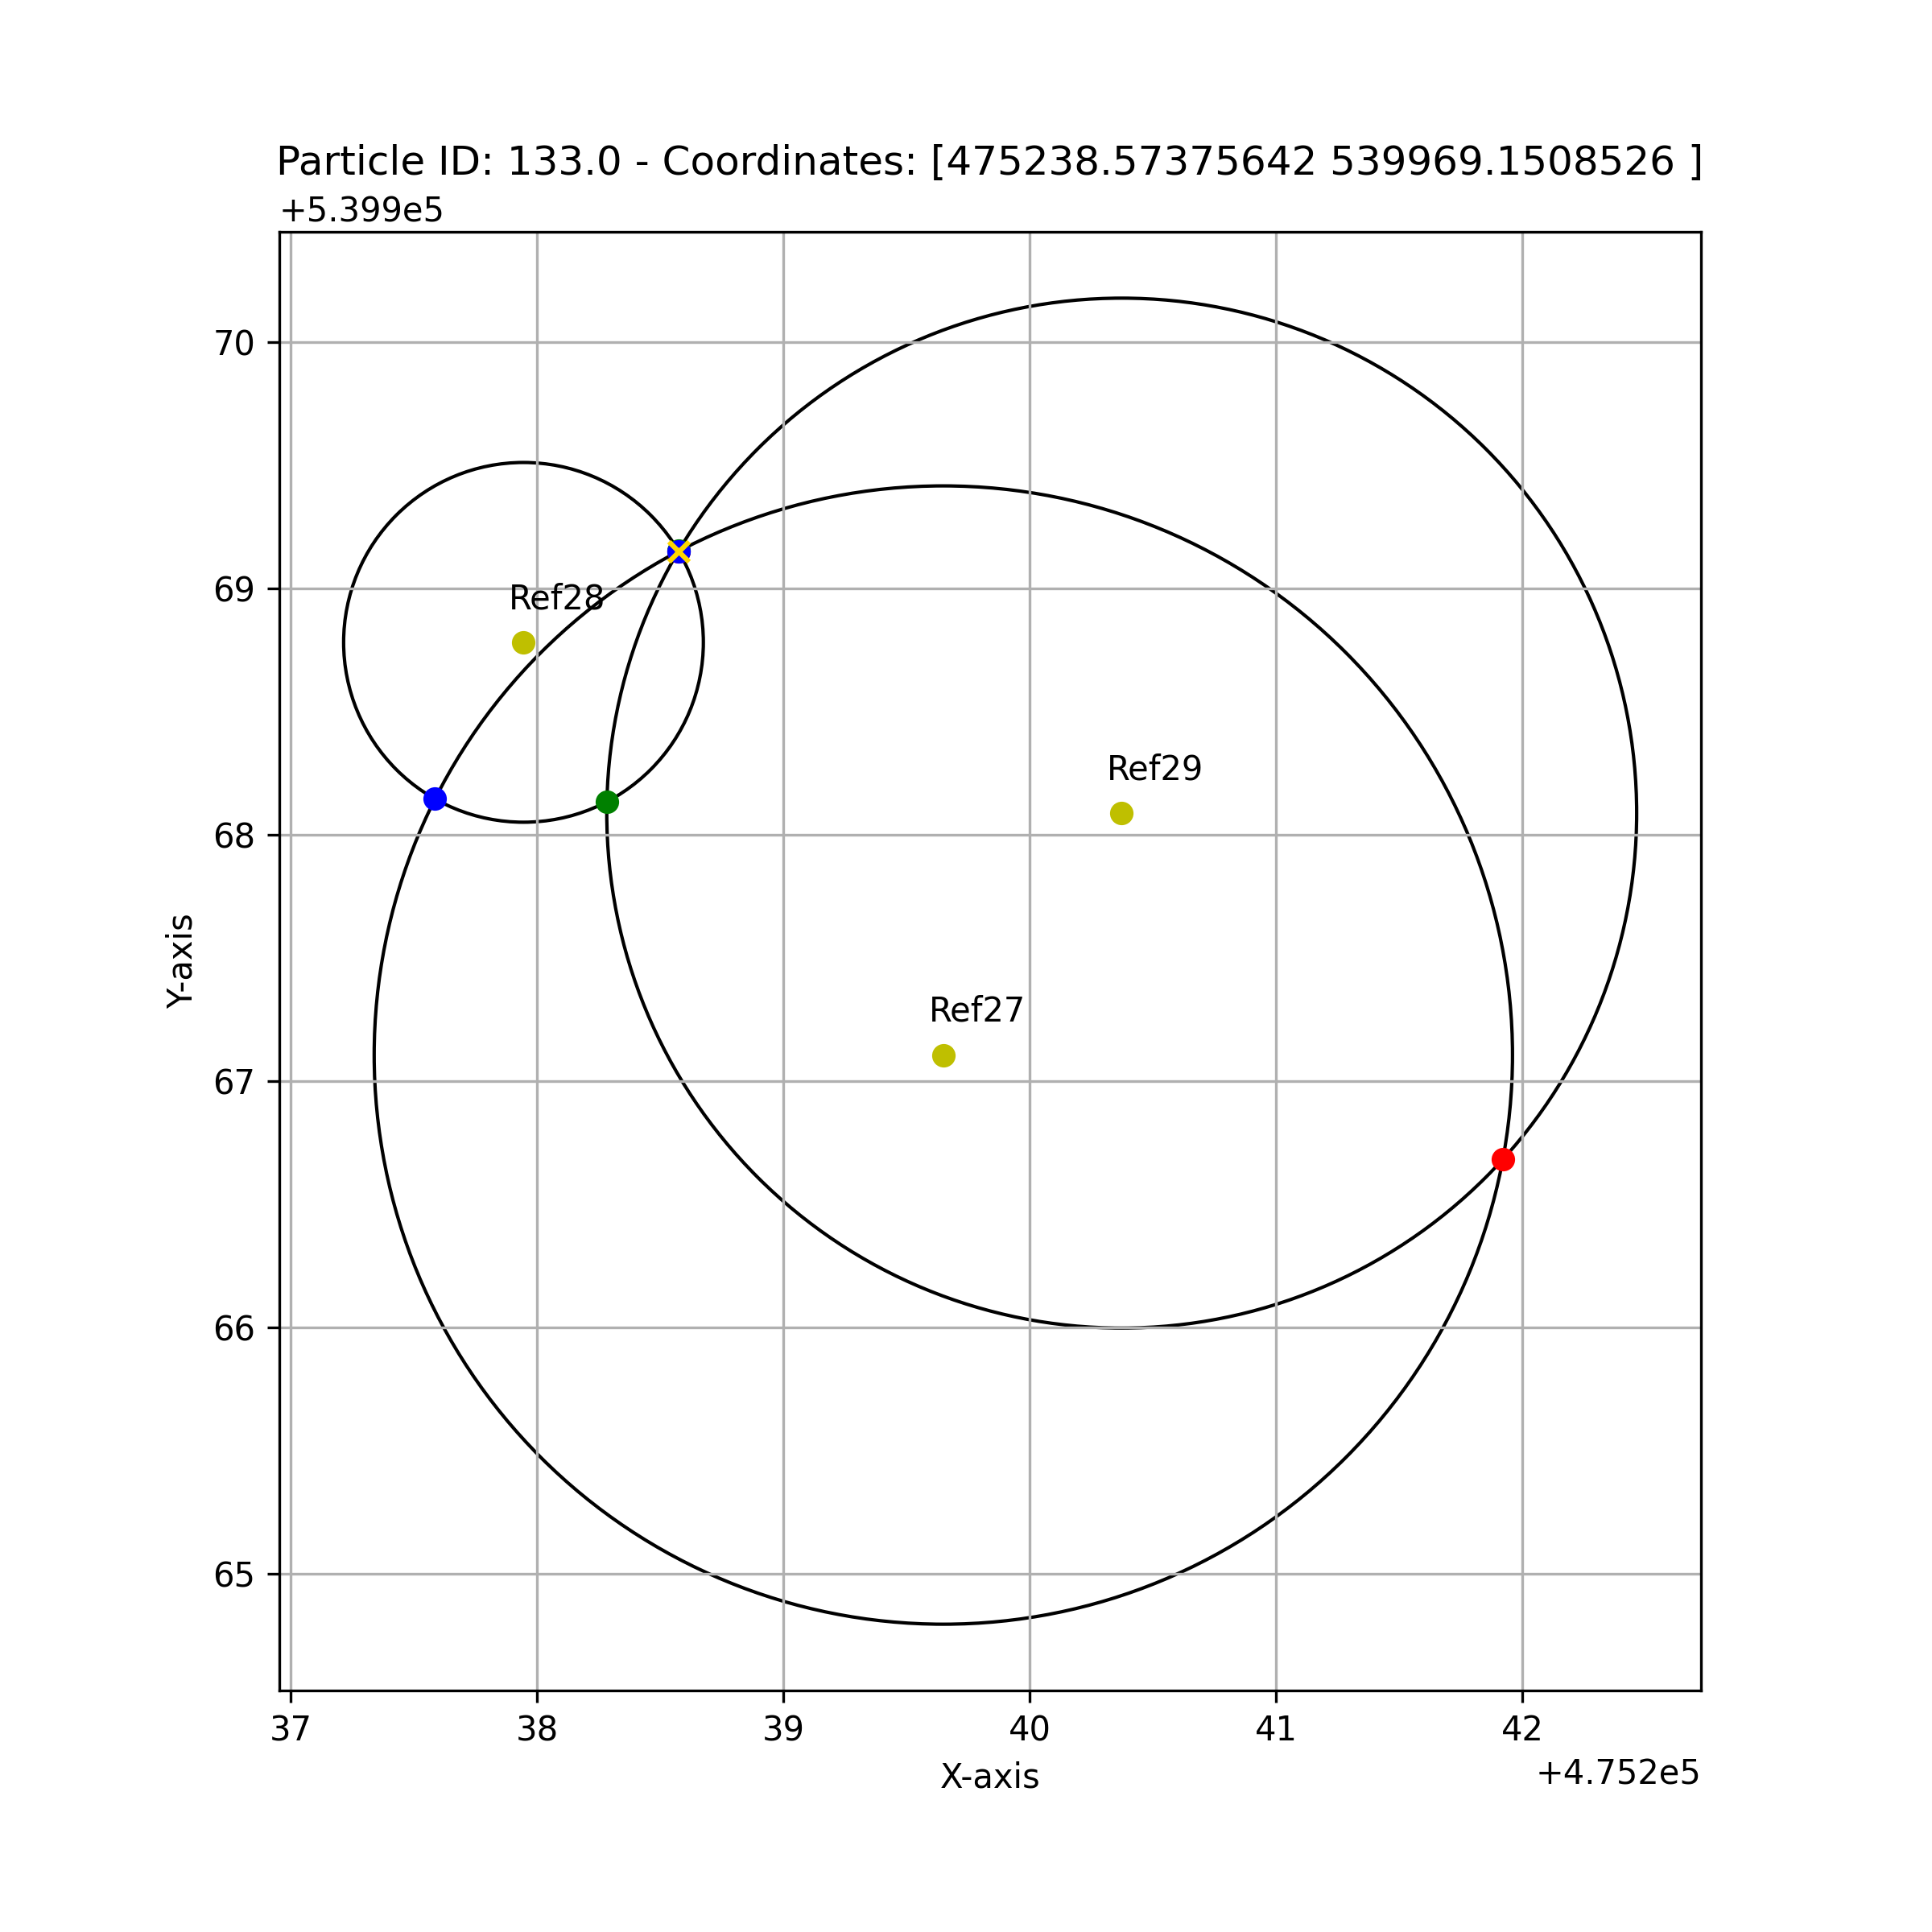 Particle ID: 133.0 - Coordinates: [475238.57375642 539969.1508526 ]
+5.399e5
70
69
68
67
66
65
Y-axis
Ref28
Ref29
Ref27
37 38 39 40 41 42
X-axis
+4.752e5